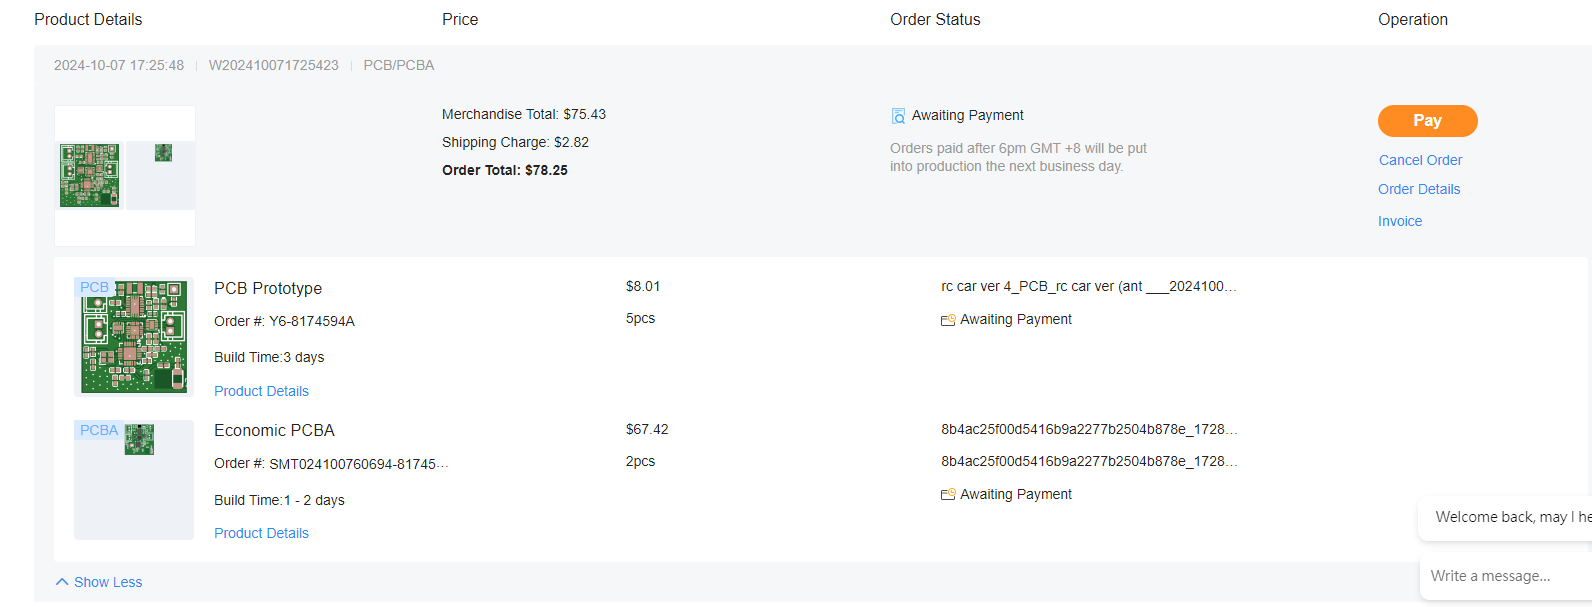 Product Details Price Order Status Operation
2024-10-07 17:25:48 | W202410071725423 | PCB/PCBA
Merchandise Total: $75.43
Shipping Charge: $2.82
Order Total: $78.25
Awaiting Payment
Orders paid after 6pm GMT +8 will be put
into production the next business day.
Pay
Cancel Order
Order Details
Invoice
PCB
PCB Prototype
Order #: Y6-8174594A
Build Time:3 days
Product Details
$8.01
5pcs
rc car ver 4_PCB_rc car ver (ant ___2024100...
Awaiting Payment
PCBA
Economic PCBA
Order #: SMT024100760694-81745...
Build Time:1 - 2 days
Product Details
$67.42
2pcs
8b4ac25f00d5416b9a2277b2504b878e_1728...
8b4ac25f00d5416b9a2277b2504b878e_1728...
Awaiting Payment
Show Less
Welcome back, may I he
Write a message...